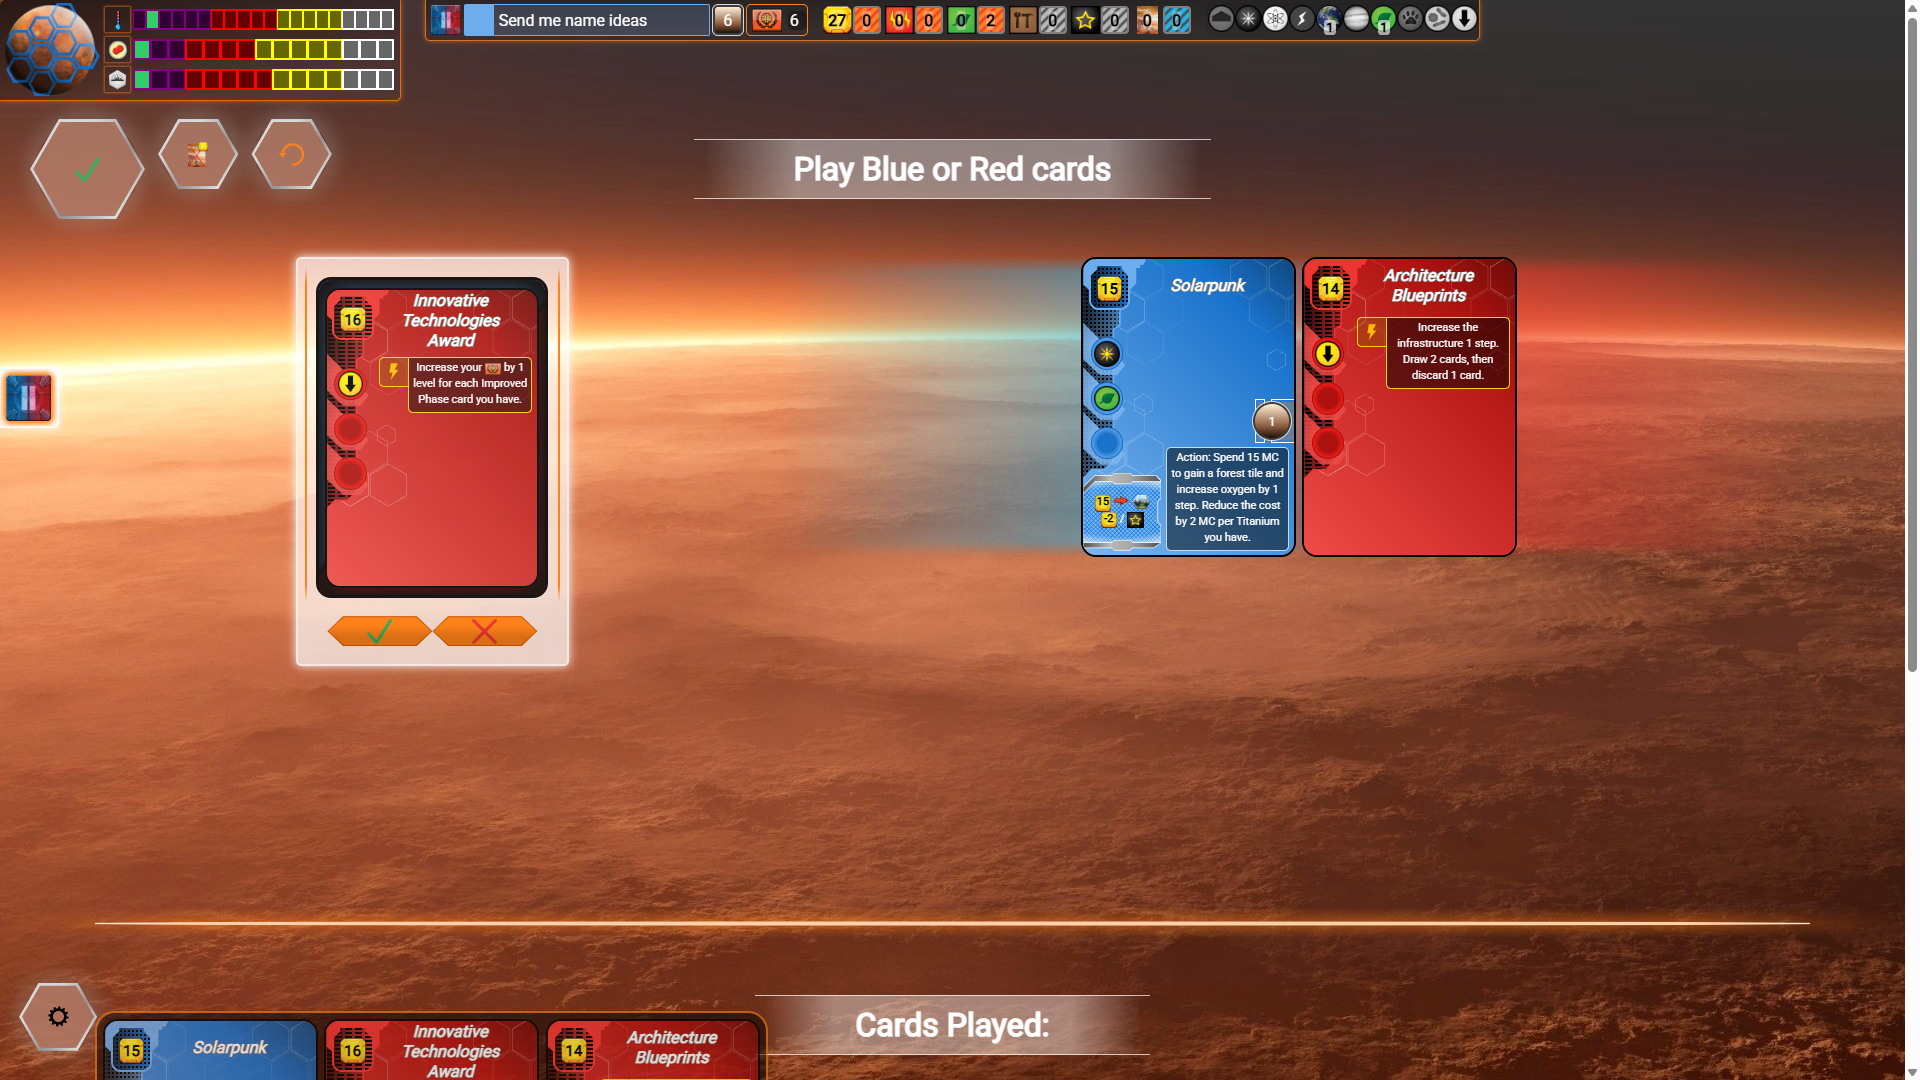 Send me name ideas
6
6
27
0
0
0
0
2
0
0
0
0
1
1
Play Blue or Red cards
16
Innovative
Technologies
Award
Increase your by 1
level for each Improved
Phase card you have.
15
Solarpunk
1
Action: Spend 15 MC
to gain a forest tile and
increase oxygen by 1
step. Reduce the cost
by 2 MC per Titanium
you have.
15
-2 /
14
Architecture
Blueprints
Increase the
infrastructure 1 step.
Draw 2 cards, then
discard 1 card.
Cards Played:
15
Solarpunk
16
Innovative
Technologies
Award
14
Architecture
Blueprints